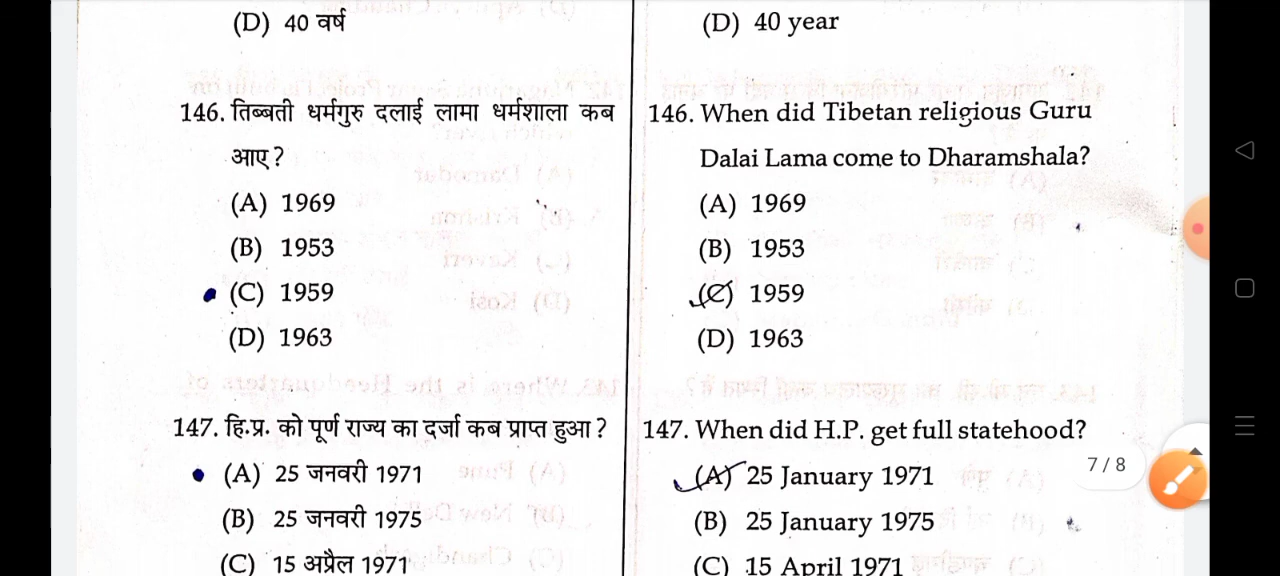 (D) 40 वर्ष
146. तिब्बती धर्मगुरु दलाई लामा धर्मशाला कब
आए ?
(A) 1969
(B) 1953
(C) 1959
(D) 1963
147. हि.प्र. को पूर्ण राज्य का दर्जा कब प्राप्त हुआ ?
(A) 25 जनवरी 1971
(B) 25 जनवरी 1975
(C) 15 अप्रैल 1971
(D) 40 year
146. When did Tibetan religious Guru
Dalai Lama come to Dharamshala?
(A) 1969
(B) 1953
(C) 1959
(D) 1963
147. When did H.P. get full statehood?
(A) 25 January 1971
(B) 25 January 1975
(C) 15 April 1971
7 / 8